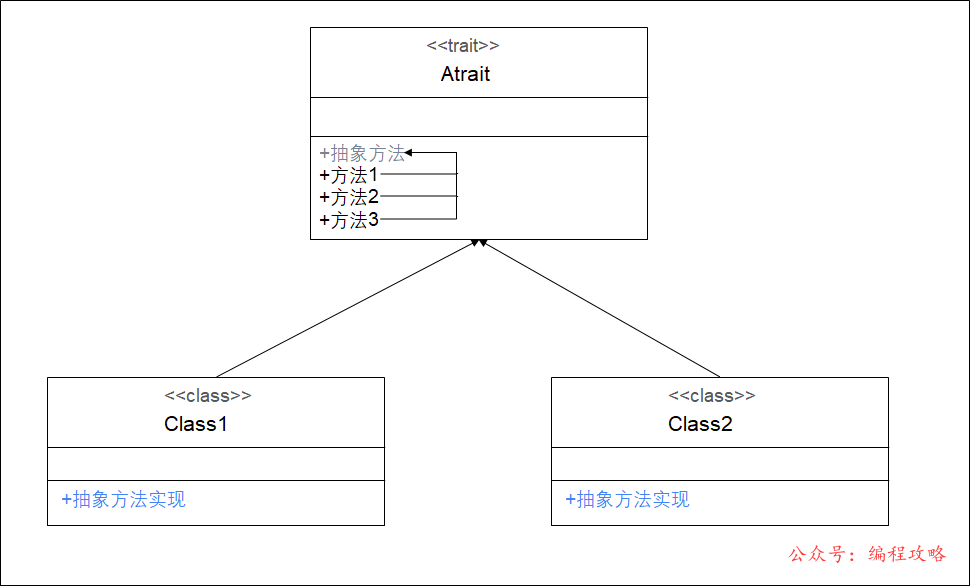 <<trait>>
Atrait
+抽象方法
+方法1
+方法2
+方法3
<<class>>
Class1
+抽象方法实现
<<class>>
Class2
+抽象方法实现
公众号：编程攻略